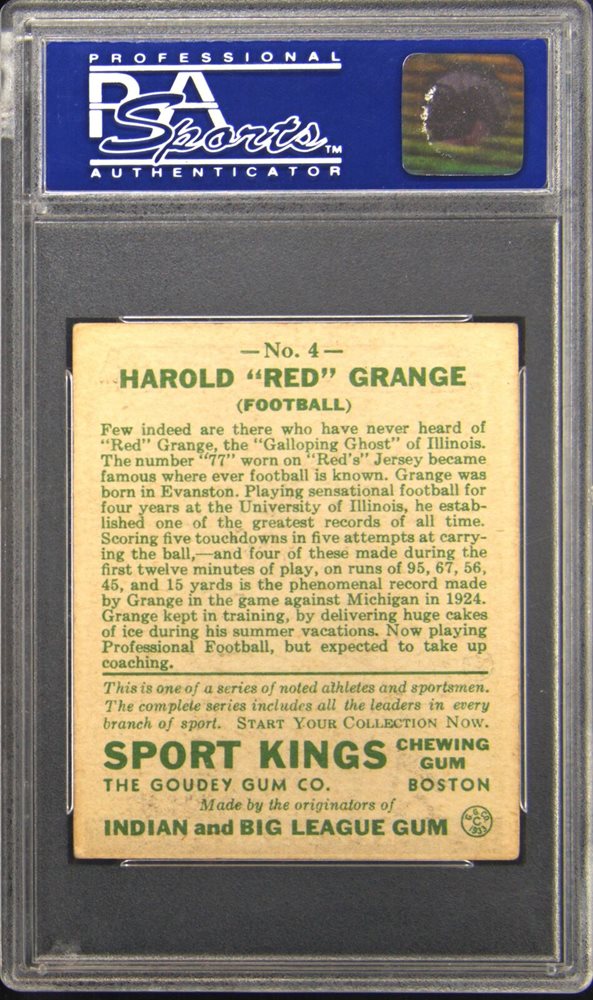 PROFESSIONAL
PSA
Sports™
AUTHENTICATOR
—No. 4—
HAROLD “RED” GRANGE
(FOOTBALL)
Few indeed are there who have never heard of
“Red” Grange, the “Galloping Ghost” of Illinois.
The number “77” worn on “Red’s” Jersey became
famous where ever football is known. Grange was
born in Evanston. Playing sensational football for
four years at the University of Illinois, he estab-
lished one of the greatest records of all time.
Scoring five touchdowns in five attempts at carry-
ing the ball,—and four of these made during the
first twelve minutes of play, on runs of 95, 67, 56,
45, and 15 yards is the phenomenal record made
by Grange in the game against Michigan in 1924.
Grange kept in training, by delivering huge cakes
of ice during his summer vacations. Now playing
Professional Football, but expected to take up
coaching.
This is one of a series of noted athletes and sportsmen.
The complete series includes all the leaders in every
branch of sport. START YOUR COLLECTION NOW.
SPORT KINGS CHEWING GUM
THE GOUDEY GUM CO. BOSTON
Made by the originators of
INDIAN and BIG LEAGUE GUM
G. G. CO.
C
1933